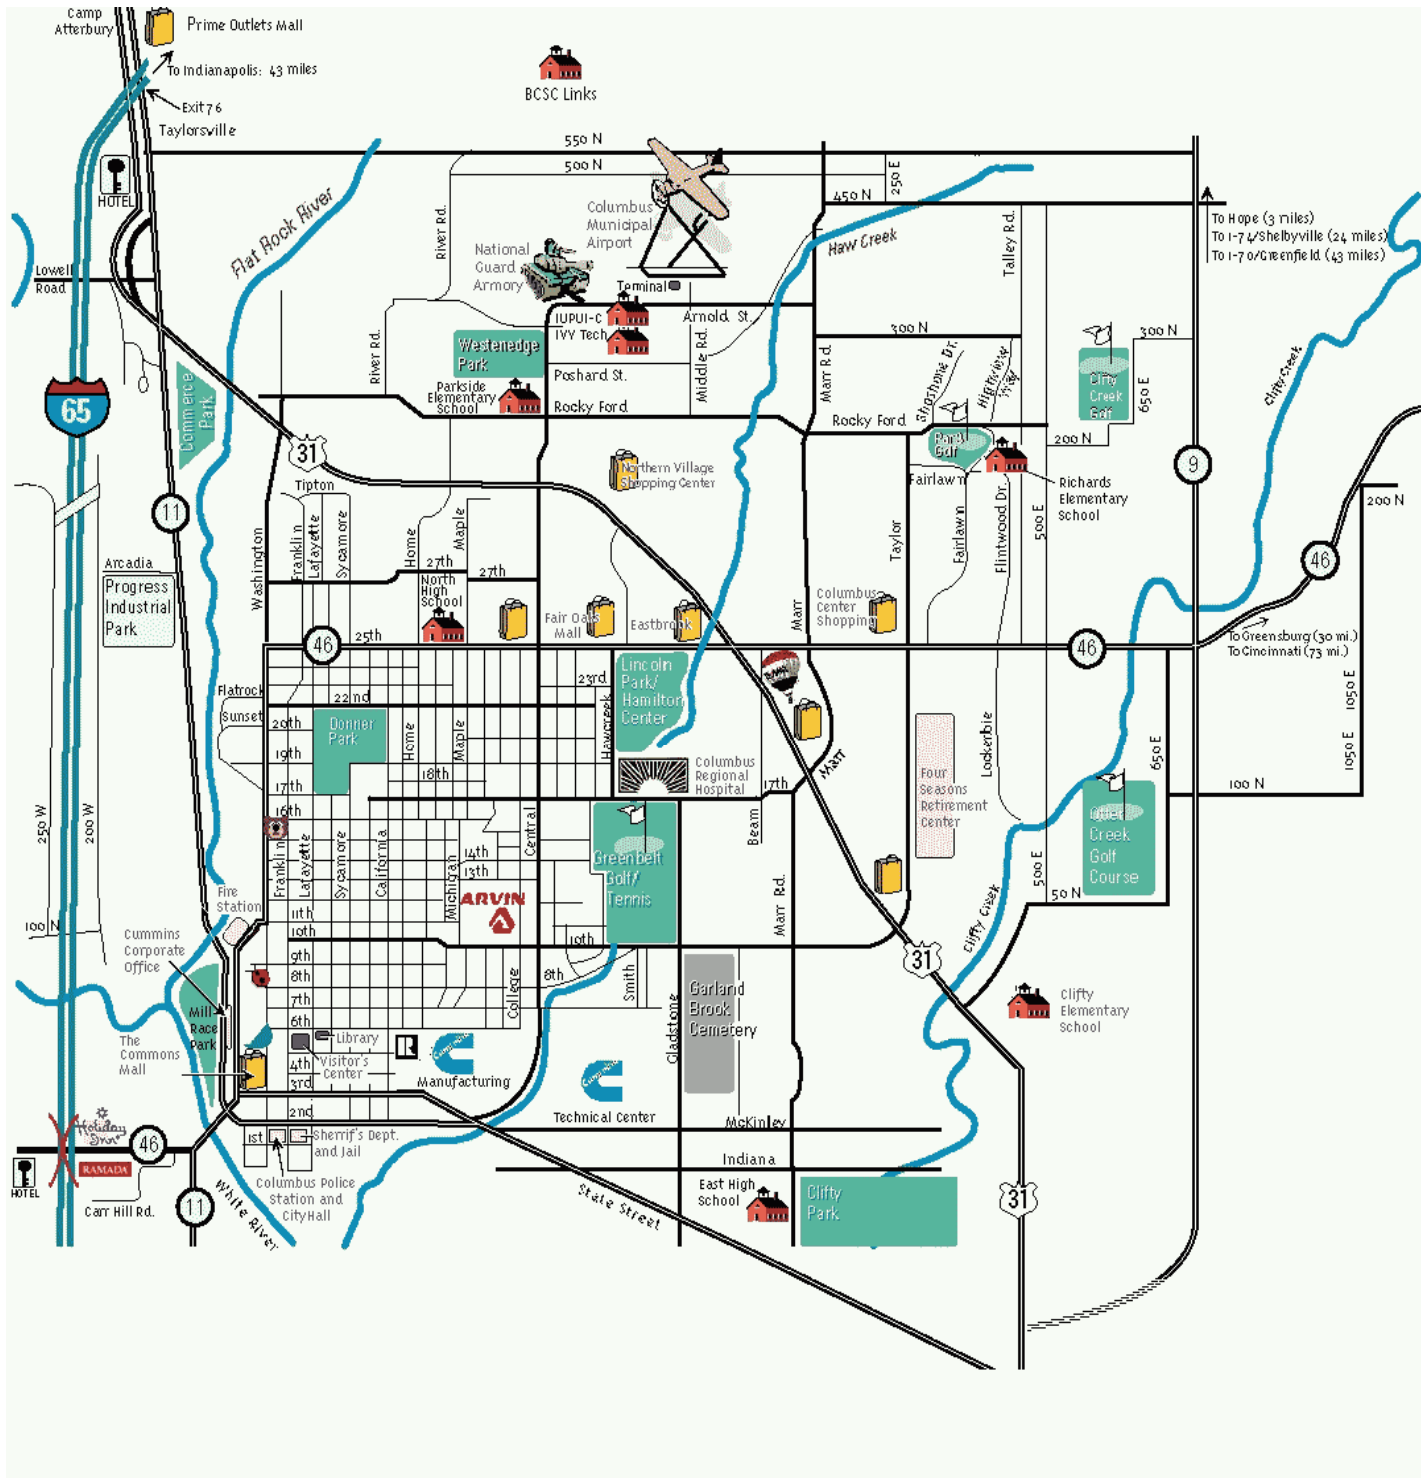 Camp
Atterbury
Prime Outlets Mall
To Indianapolis: 43 miles
Exit 76
Taylorsville
BCSC Links
HOTEL
Lowell
Road
Flat Rock River
550 N
500 N
250 E
450 N
River Rd.
Columbus
Municipal
Airport
National
Guard
Armory
Terminal
Haw Creek
Talley Rd.
To Hope (3 miles)
To I-74/Shelbyville (24 miles)
To I-70/Greenfield (43 miles)
IUPUI-C
IVY Tech
Arnold St.
300 N
300 N
River Rd.
Westenedge
Park
Middle Rd.
Marr Rd.
Shoshone Dr.
Highview
Way
Clifty
Creek
Golf
650 E
Clifty Creek
65
Commerce
Park
Parkside
Elementary
School
Poshard St.
Rocky Ford
Rocky Ford
Par 3
Golf
200 N
31
9
Northern Village
Shopping Center
Fairlawn
Richards
Elementary
School
200 N
11
Tipton
Washington
Franklin
Lafayette
Sycamore
Home
Maple
Taylor
Fairlawn
Flintwood Dr.
500 E
46
Arcadia
Progress
Industrial
Park
27th
27th
North
High
School
Fair Oaks
Mall
Eastbrook
Marr
Columbus
Center
Shopping
25th
46
46
To Greensburg (30 mi.)
To Cincinnati (73 mi.)
Flatrock
Sunset
22nd
23rd
Lincoln
Park/
Hamilton
Center
20th
19th
17th
16th
Donner
Park
Home
Maple
18th
Hawcreek
Columbus
Regional
Hospital
17th
Marr
Beam
Four
Seasons
Retirement
Center
Lockerbie
650 E
1050 E
1050 E
100 N
250 W
200 W
Franklin
Lafayette
Sycamore
California
Michigan
Central
14th
13th
ARVIN
Greenbelt
Golf/
Tennis
Marr Rd.
Otter
Creek
Golf
Course
500 E
50 N
Clifty Creek
Fire
Station
100 N
Cummins
Corporate
Office
11th
10th
9th
8th
7th
6th
4th
3rd
2nd
1st
10th
8th
College
Smith
Gladstone
Garland
Brook
Cemetery
31
Clifty
Elementary
School
Mill
Race
Park
Library
Visitor's
Center
The
Commons
Mall
Cummins
Manufacturing
Cummins
Technical Center
McKinley
Holiday
Inn
46
RAMADA
HOTEL
Sherrif's Dept.
and Jail
Columbus Police
Station and
City Hall
Carr Hill Rd.
11
White River
Indiana
State Street
East High
School
Clifty
Park
31